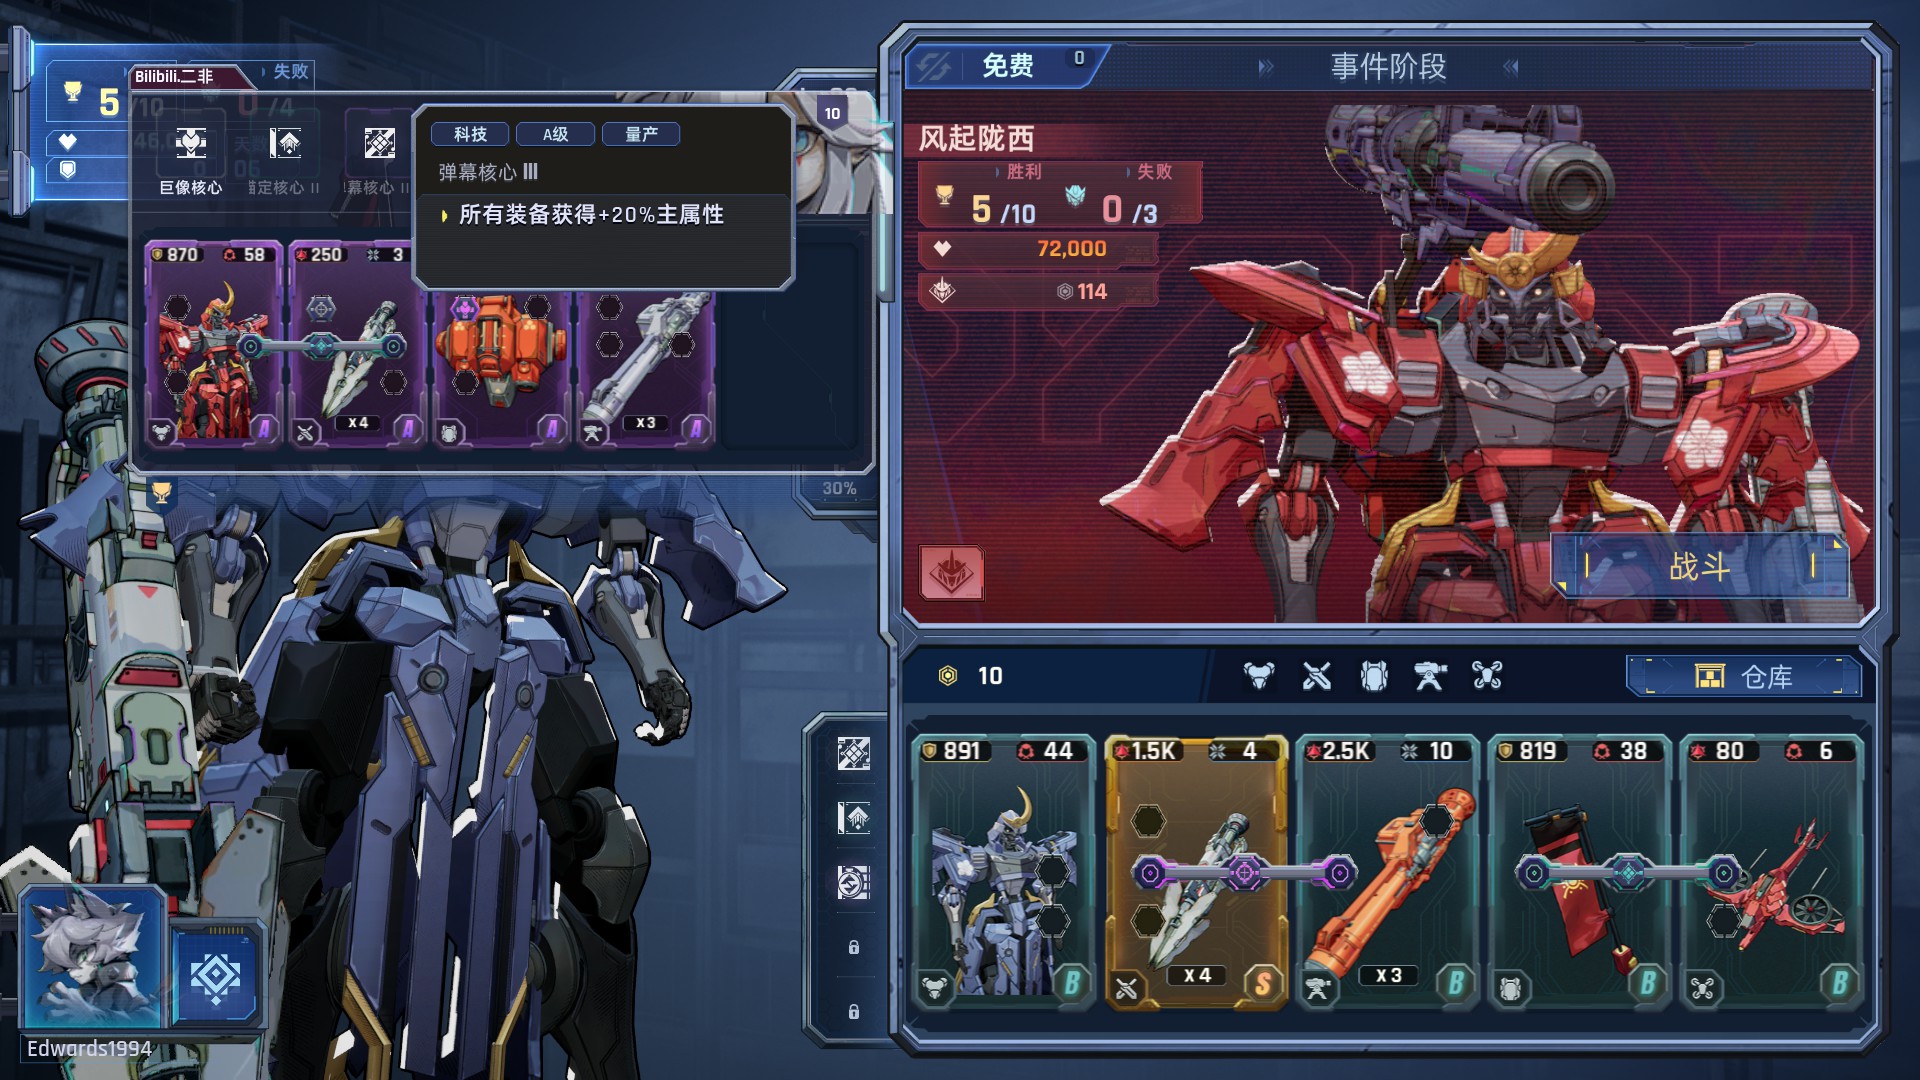 失败
5 /10
0 /4
Bilibili.二非
10
巨像核心
锚定核心 II
弹幕核心 II
科技
A级
量产
弹幕核心 III
所有装备获得+20%主属性
870
58
250
3
x4
x3
A
A
A
A
30%
免费
0
事件阶段
风起陇西
胜利
失败
5 /10
0 /3
72,000
114
战斗
10
仓库
891
44
1.5K
4
2.5K
10
819
38
80
6
x4
x3
B
S
B
B
B
Edwards1994